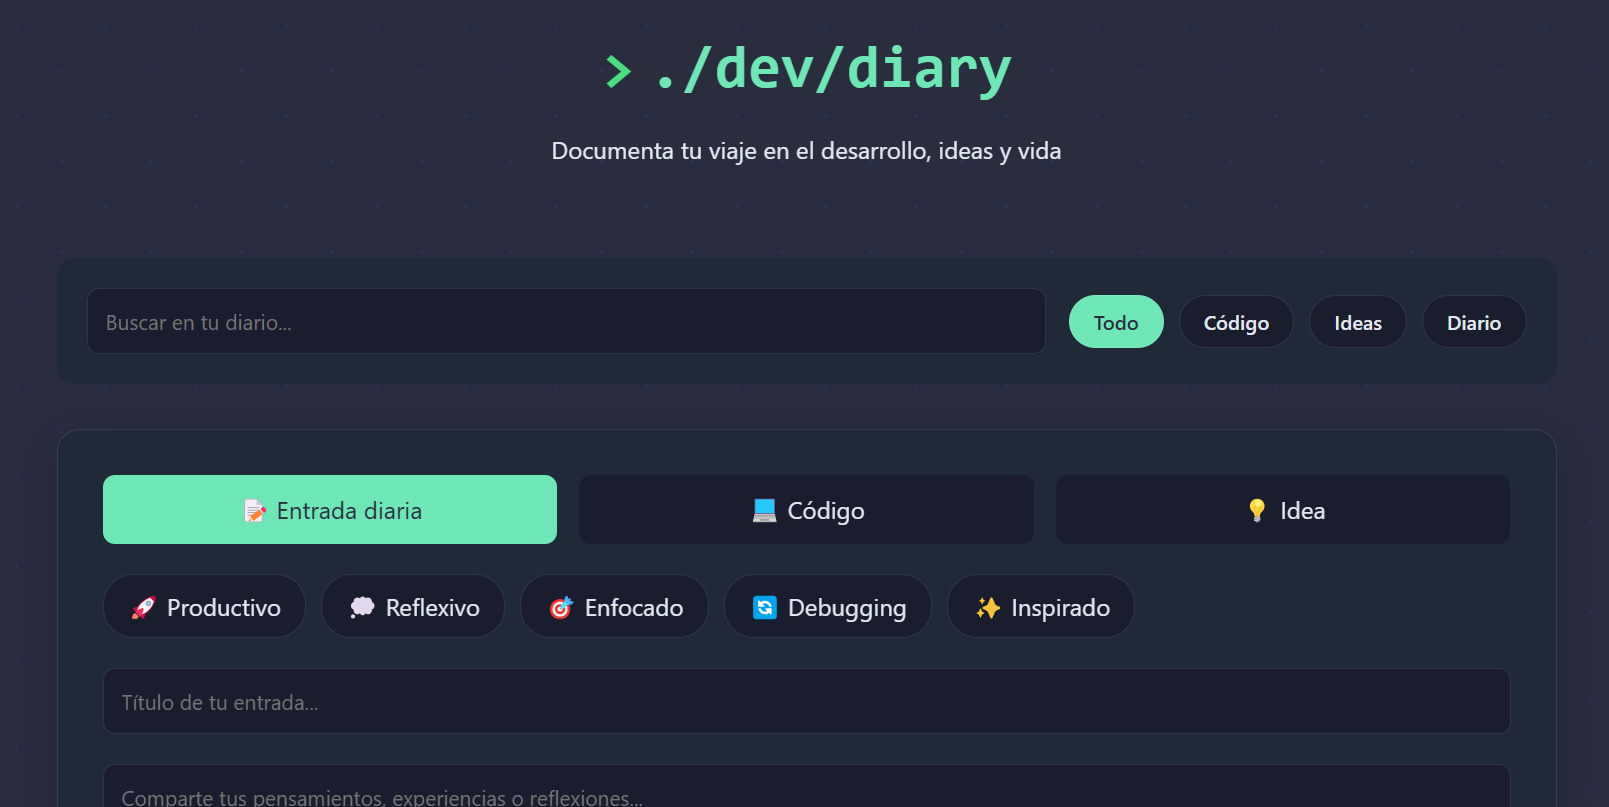 > ./dev/diary
Documenta tu viaje en el desarrollo, ideas y vida
Buscar en tu diario... Todo Código Ideas Diario
Entrada diaria Código Idea
Productivo Reflexivo Enfocado Debugging Inspirado
Título de tu entrada...
Comparte tus pensamientos, experiencias o reflexiones...